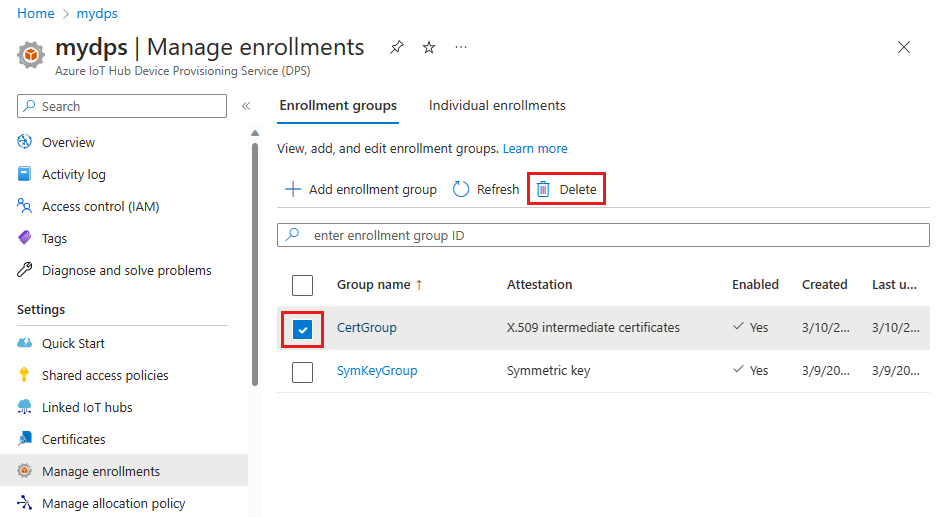 Home > mydps
mydps | Manage enrollments
Azure IoT Hub Device Provisioning Service (DPS)
Search
Overview
Activity log
Access control (IAM)
Tags
Diagnose and solve problems
Settings
Quick Start
Shared access policies
Linked IoT hubs
Certificates
Manage enrollments
Manage allocation policy
Enrollment groups Individual enrollments
View, add, and edit enrollment groups. Learn more
Add enrollment group Refresh Delete
enter enrollment group ID
Group name ↑ Attestation Enabled Created Last u...
CertGroup X.509 intermediate certificates Yes 3/10/2... 3/10/2...
SymKeyGroup Symmetric key Yes 3/9/20... 3/9/20...